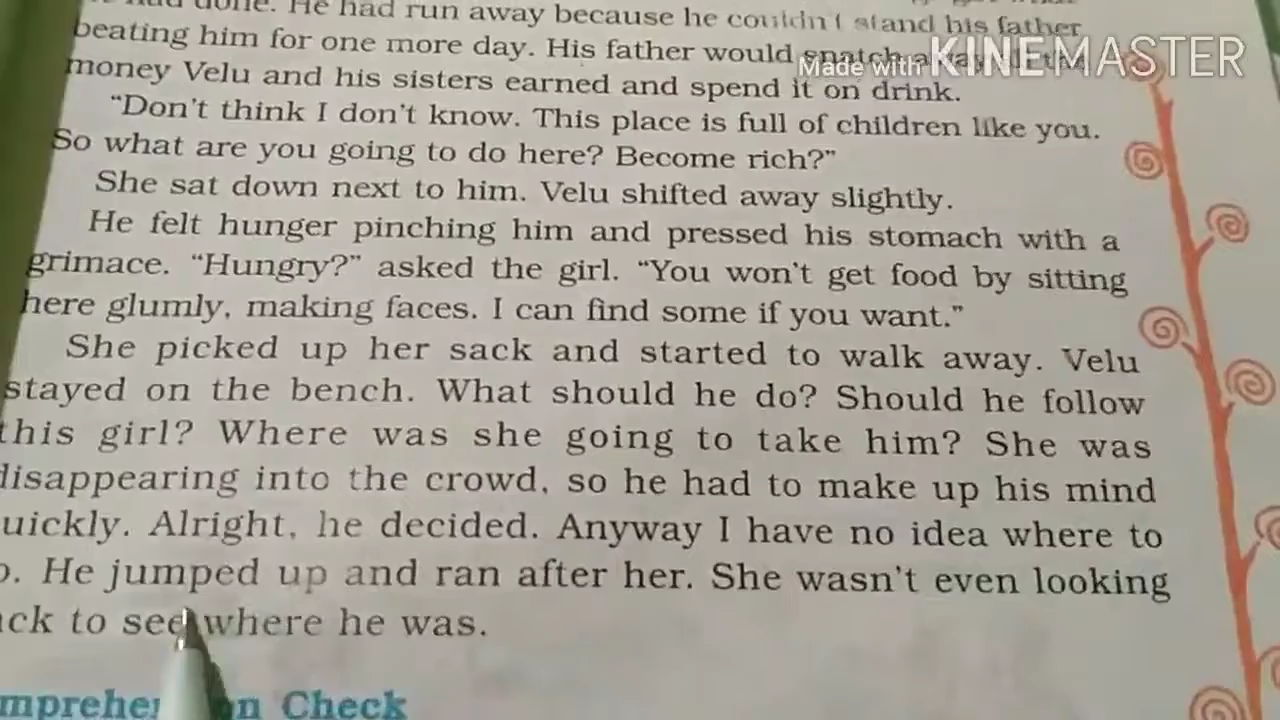 done. He had run away because he couldn't stand his father
beating him for one more day. His father would snatch
Made with KINEMASTER
money Velu and his sisters earned and spend it on drink.
"Don't think I don't know. This place is full of children like you.
So what are you going to do here? Become rich?"
She sat down next to him. Velu shifted away slightly.
He felt hunger pinching him and pressed his stomach with a
grimace. "Hungry?" asked the girl. "You won't get food by sitting
here glumly, making faces. I can find some if you want."
She picked up her sack and started to walk away. Velu
stayed on the bench. What should he do? Should he follow
this girl? Where was she going to take him? She was
disappearing into the crowd, so he had to make up his mind
uickly. Alright, he decided. Anyway I have no idea where to
o. He jumped up and ran after her. She wasn't even looking
ck to see where he was.
Check